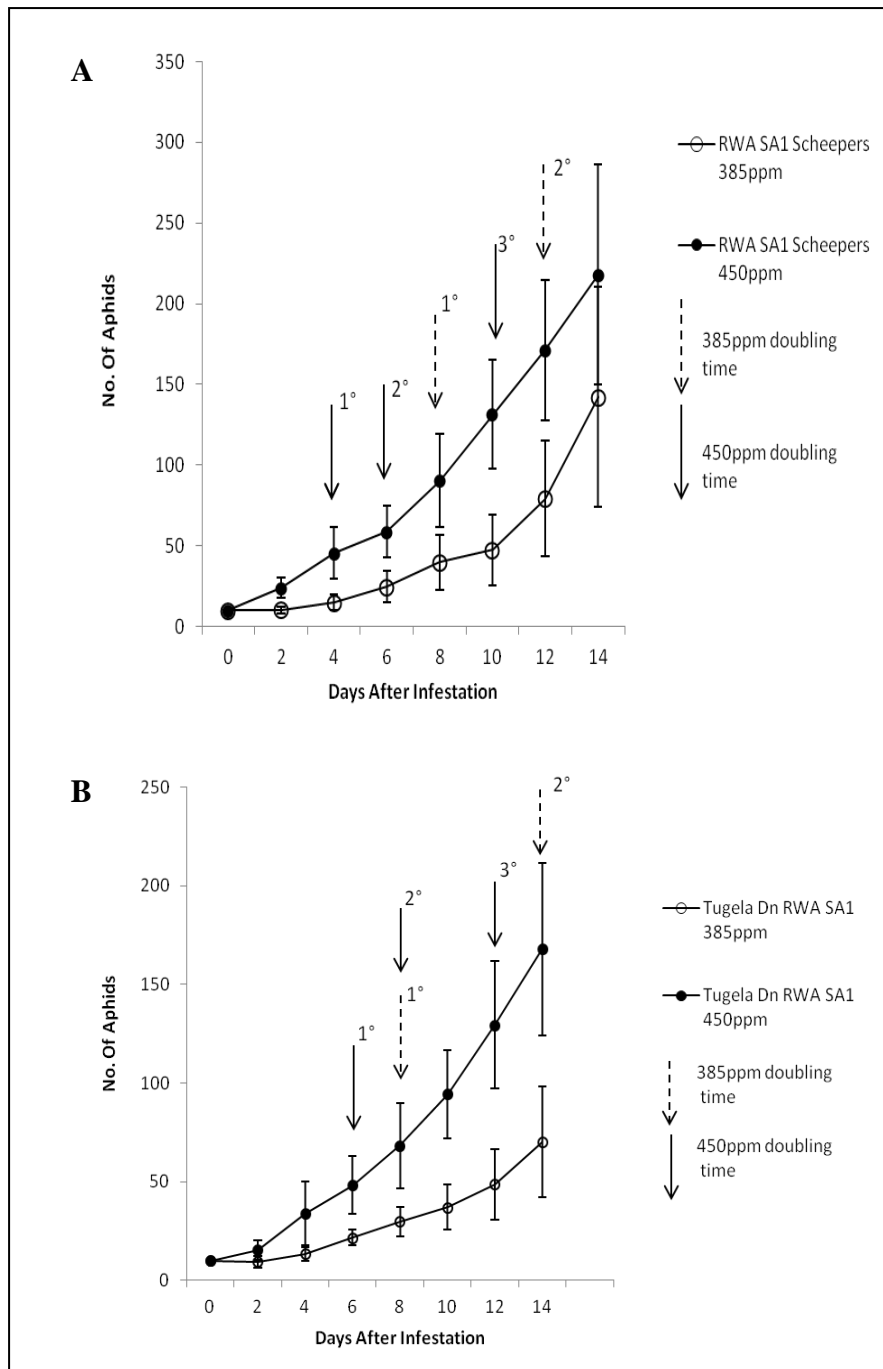 A
350
300
250
200
150
100
50
0
No. Of Aphids
1°
2°
1°
3°
2°
0 2 4 6 8 10 12 14
Days After Infestation
RWA SA1 Scheepers
385ppm
RWA SA1 Scheepers
450ppm
385ppm doubling
time
450ppm doubling
time
B
250
200
150
100
50
0
No. Of Aphids
1°
2°
1°
3°
2°
0 2 4 6 8 10 12 14
Days After Infestation
Tugela Dn RWA SA1
385ppm
Tugela Dn RWA SA1
450ppm
385ppm doubling
time
450ppm doubling
time